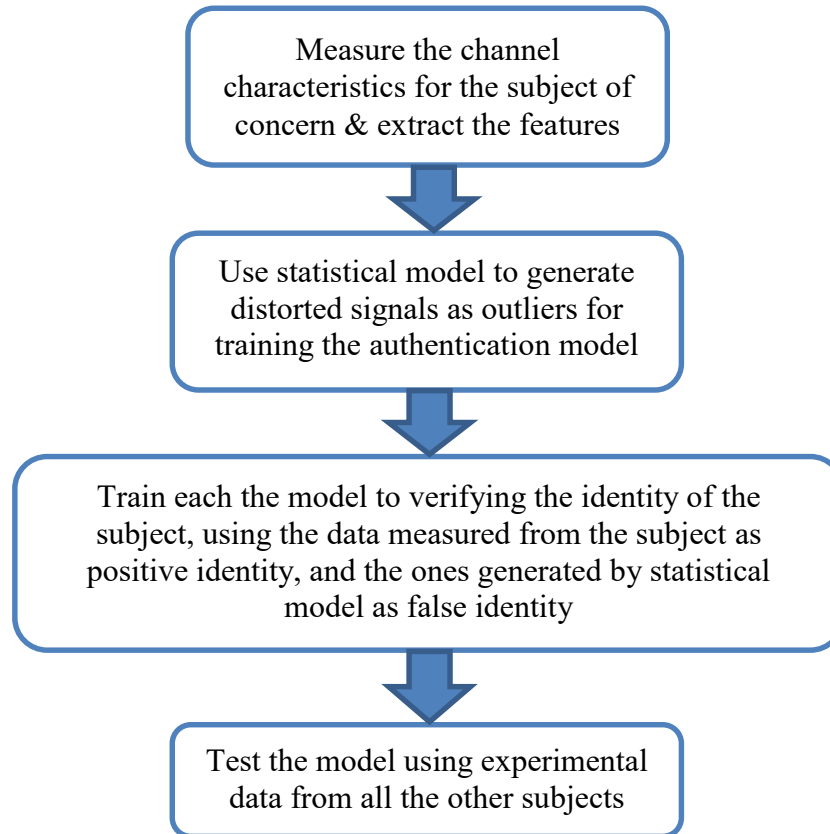 Measure the channel
characteristics for the subject of
concern & extract the features
Use statistical model to generate
distorted signals as outliers for
training the authentication model
Train each the model to verifying the identity of the
subject, using the data measured from the subject as
positive identity, and the ones generated by statistical
model as false identity
Test the model using experimental
data from all the other subjects